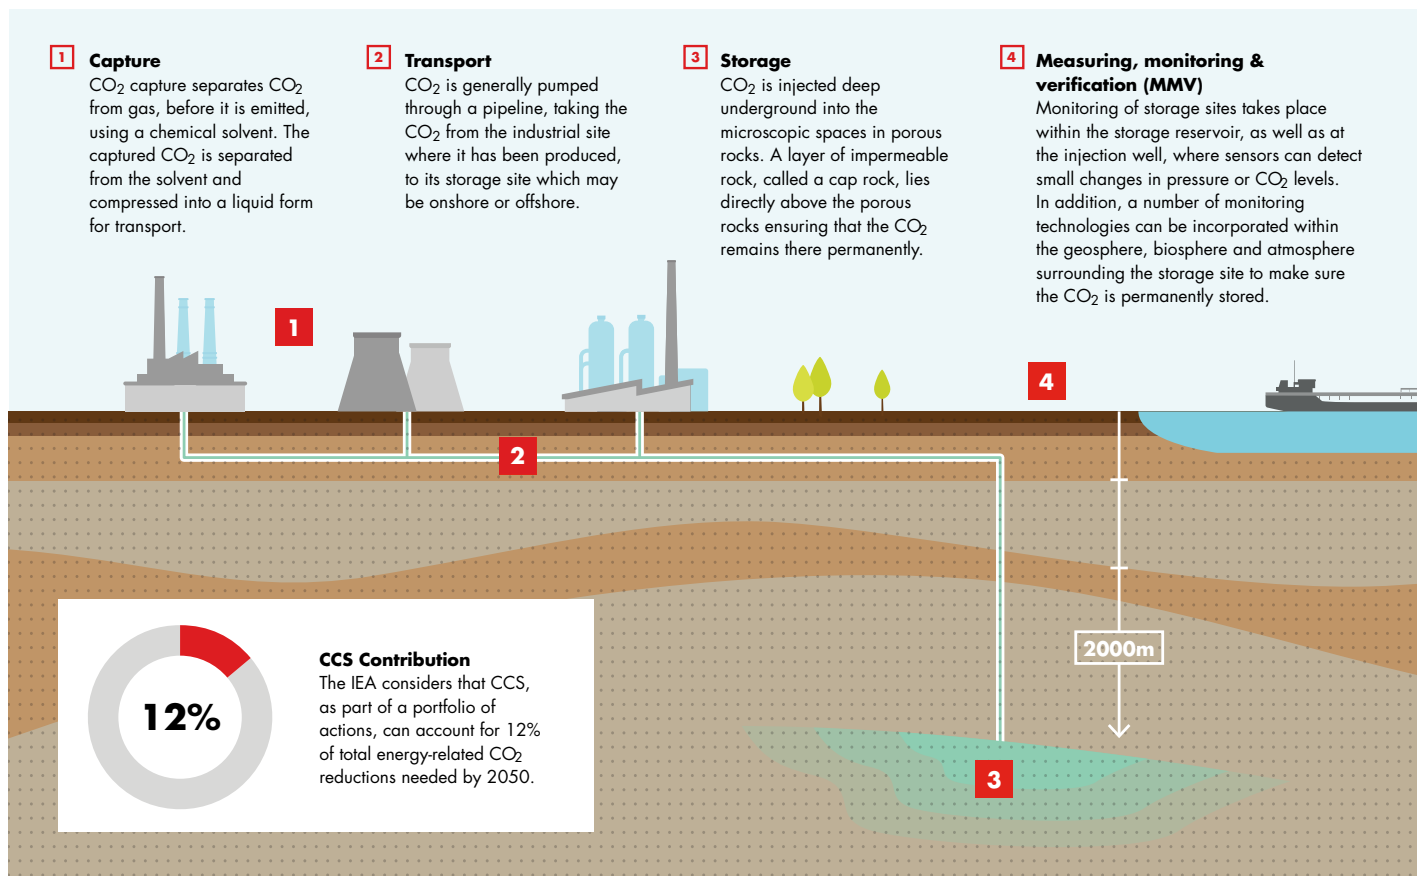 1
Capture
CO2 capture separates CO2
from gas, before it is emitted,
using a chemical solvent. The
captured CO2 is separated
from the solvent and
compressed into a liquid form
for transport.
2
Transport
CO2 is generally pumped
through a pipeline, taking the
CO2 from the industrial site
where it has been produced,
to its storage site which may
be onshore or offshore.
3
Storage
CO2 is injected deep
underground into the
microscopic spaces in porous
rocks. A layer of impermeable
rock, called a cap rock, lies
directly above the porous
rocks ensuring that the CO2
remains there permanently.
4
Measuring, monitoring &
verification (MMV)
Monitoring of storage sites takes place
within the storage reservoir, as well as at
the injection well, where sensors can detect
small changes in pressure or CO2 levels.
In addition, a number of monitoring
technologies can be incorporated within
the geosphere, biosphere and atmosphere
surrounding the storage site to make sure
the CO2 is permanently stored.
1
4
2
2000m
3
12%
CCS Contribution
The IEA considers that CCS,
as part of a portfolio of
actions, can account for 12%
of total energy-related CO2
reductions needed by 2050.